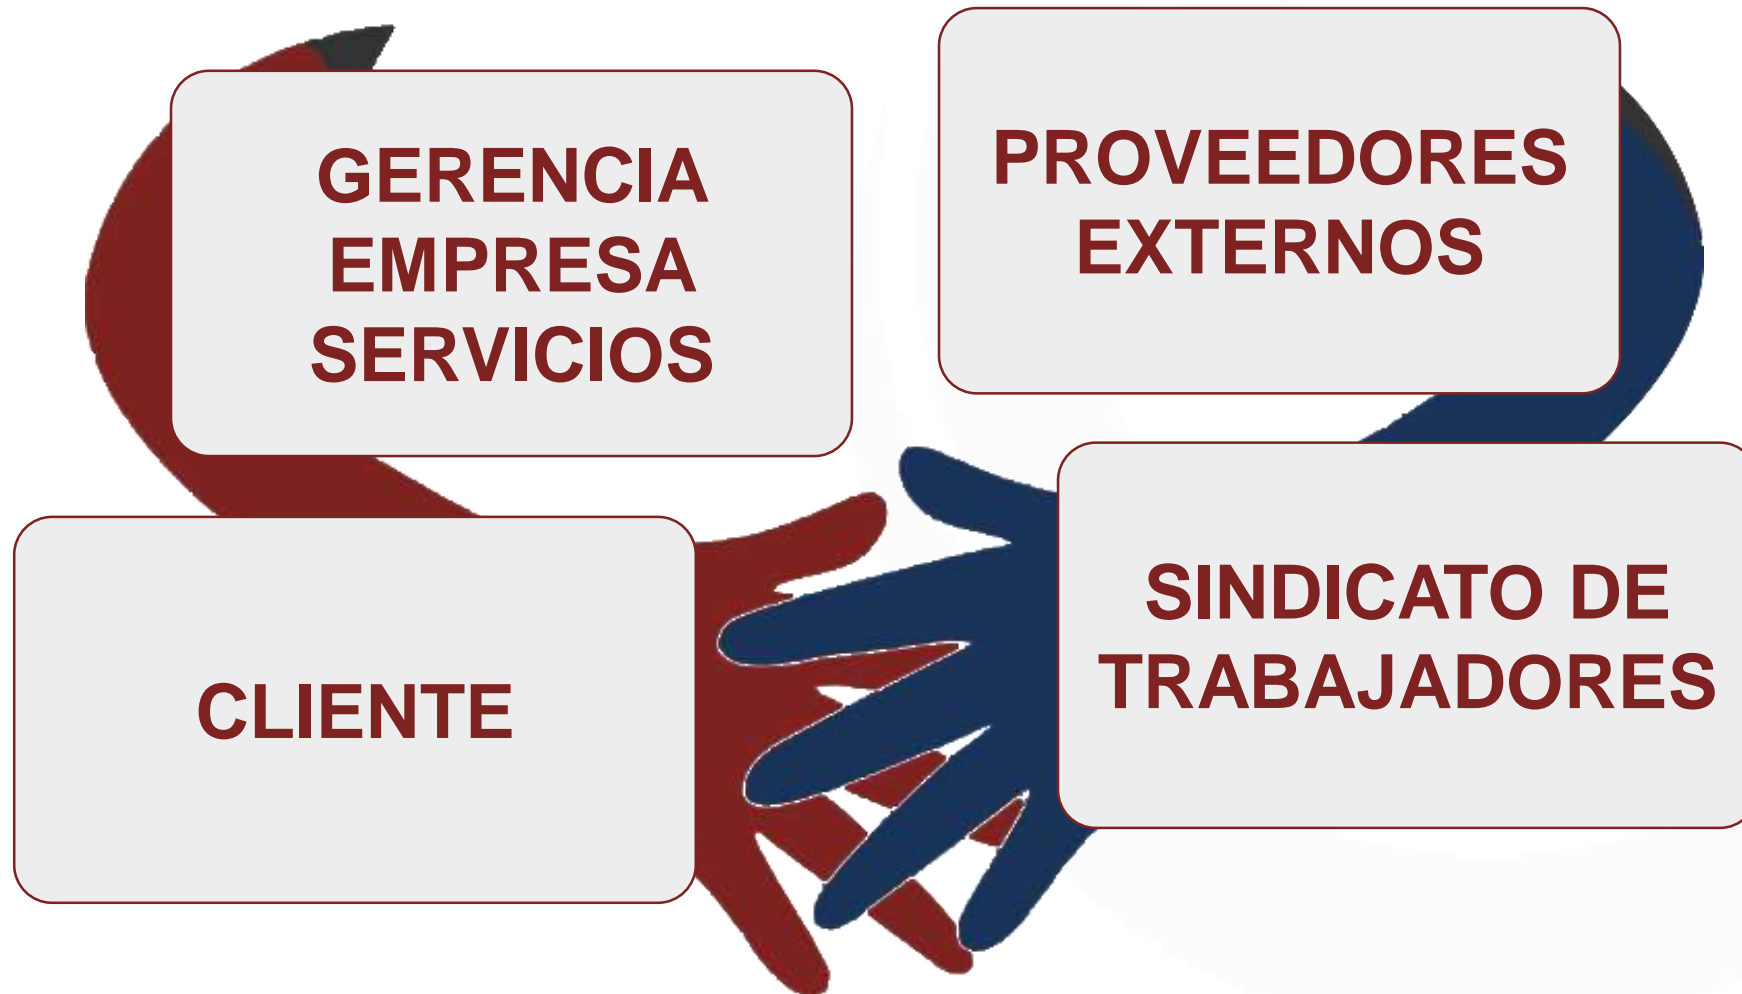 GERENCIA
EMPRESA
SERVICIOS
PROVEEDORES
EXTERNOS
CLIENTE
SINDICATO DE
TRABAJADORES